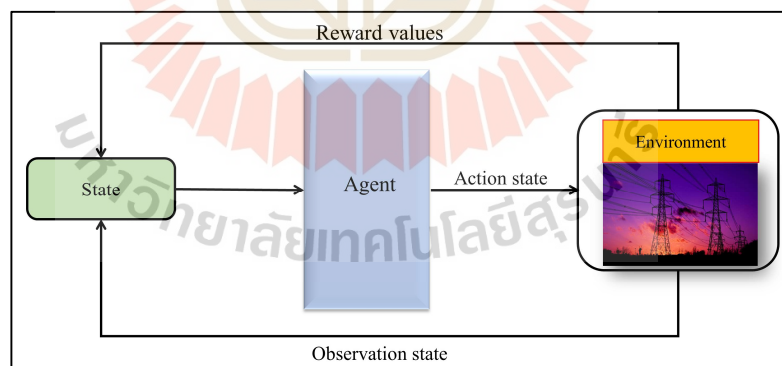 Reward values
Environment
State
Agent
Action state
มหาวิทยาลัยเทคโนโลยีสุรนารี
Observation state